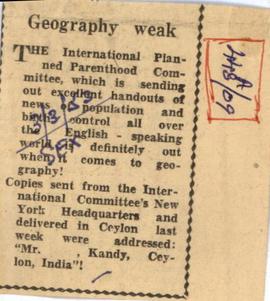 Geography weak
THE International Plan-
ned Parenthood Com-
mittee, which is sending
out excellent handouts of
news population and
birth control all over
the English - speaking
world is definitely out
when it comes to geo-
graphy!
Copies sent from the Inter-
national Committee's New
York Headquarters and
delivered in Ceylon last
week were addressed:
"Mr. , Kandy, Cey-
lon, India"!